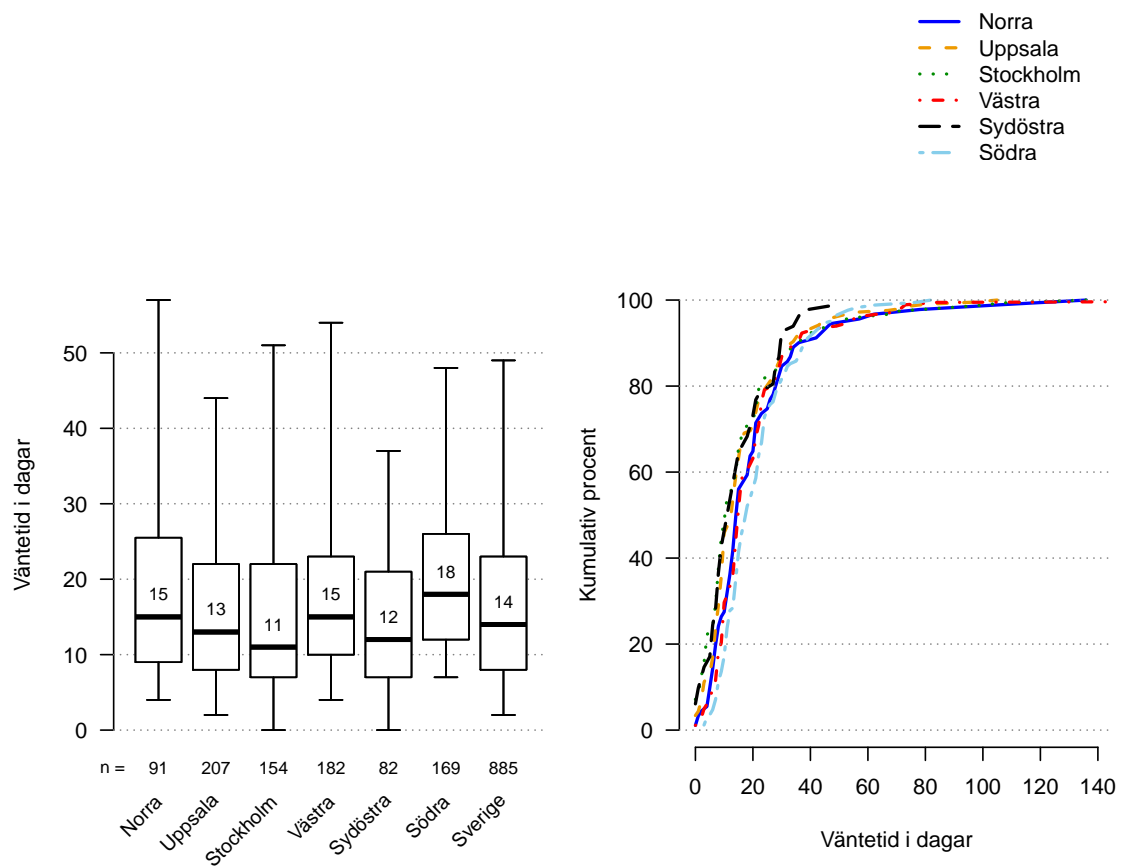 Norra
Uppsala
Stockholm
Västra
Sydöstra
Södra
Väntetid i dagar
50
40
30
20
10
0
15
13
11
15
12
18
14
n = 91 207 154 182 82 169 885
Norra Uppsala Stockholm Västra Sydöstra Södra Sverige
Kumulativ procent
100
80
60
40
20
0
0 20 40 60 80 100 120 140
Väntetid i dagar